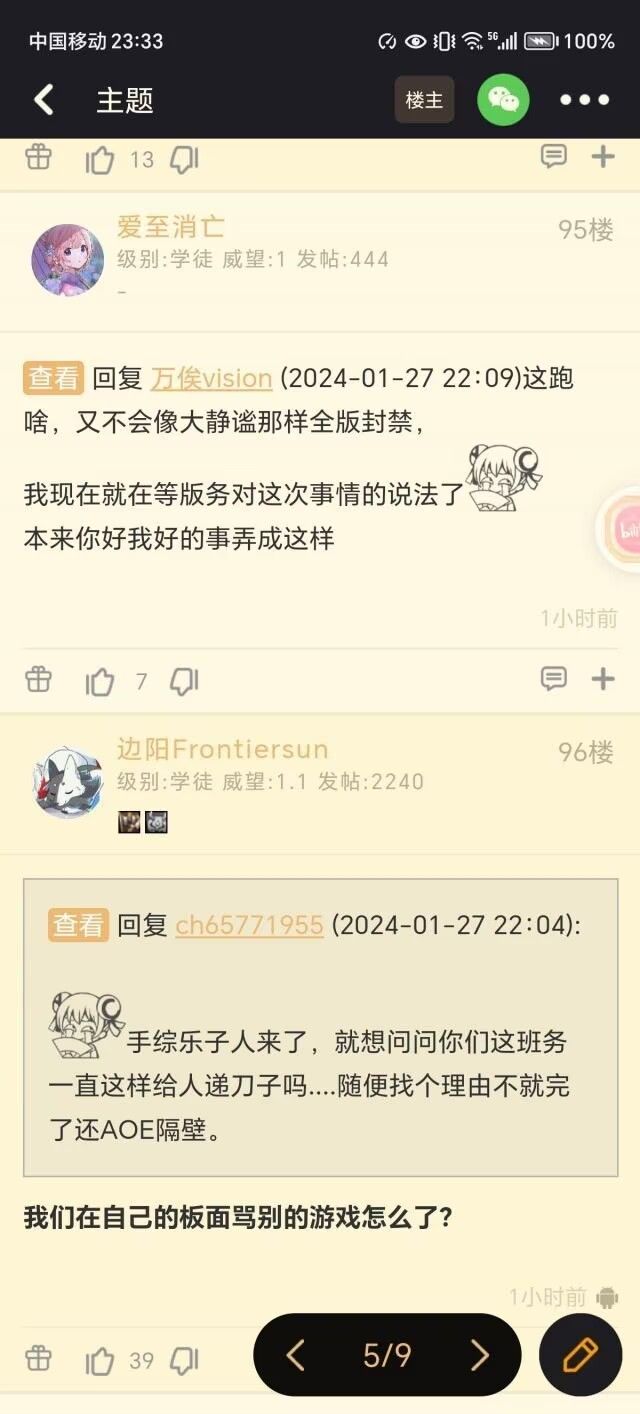 中国移动 23:33
5G
100%
主题
楼主
13
爱至消亡
95楼
级别:学徒 威望:1 发帖:444
-
查看 回复 万俟vision (2024-01-27 22:09)这跑
啥，又不会像大静谧那样全版封禁，
我现在就在等版务对这次事情的说法了
本来你好我好的事弄成这样
bili
1小时前
7
边阳Frontiersun
96楼
级别:学徒 威望:1.1 发帖:2240
查看 回复 ch65771955 (2024-01-27 22:04):
手综乐子人来了，就想问问你们这班务
一直这样给人递刀子吗....随便找个理由不就完
了还AOE隔壁。
我们在自己的板面骂别的游戏怎么了?
1小时前
39
5/9